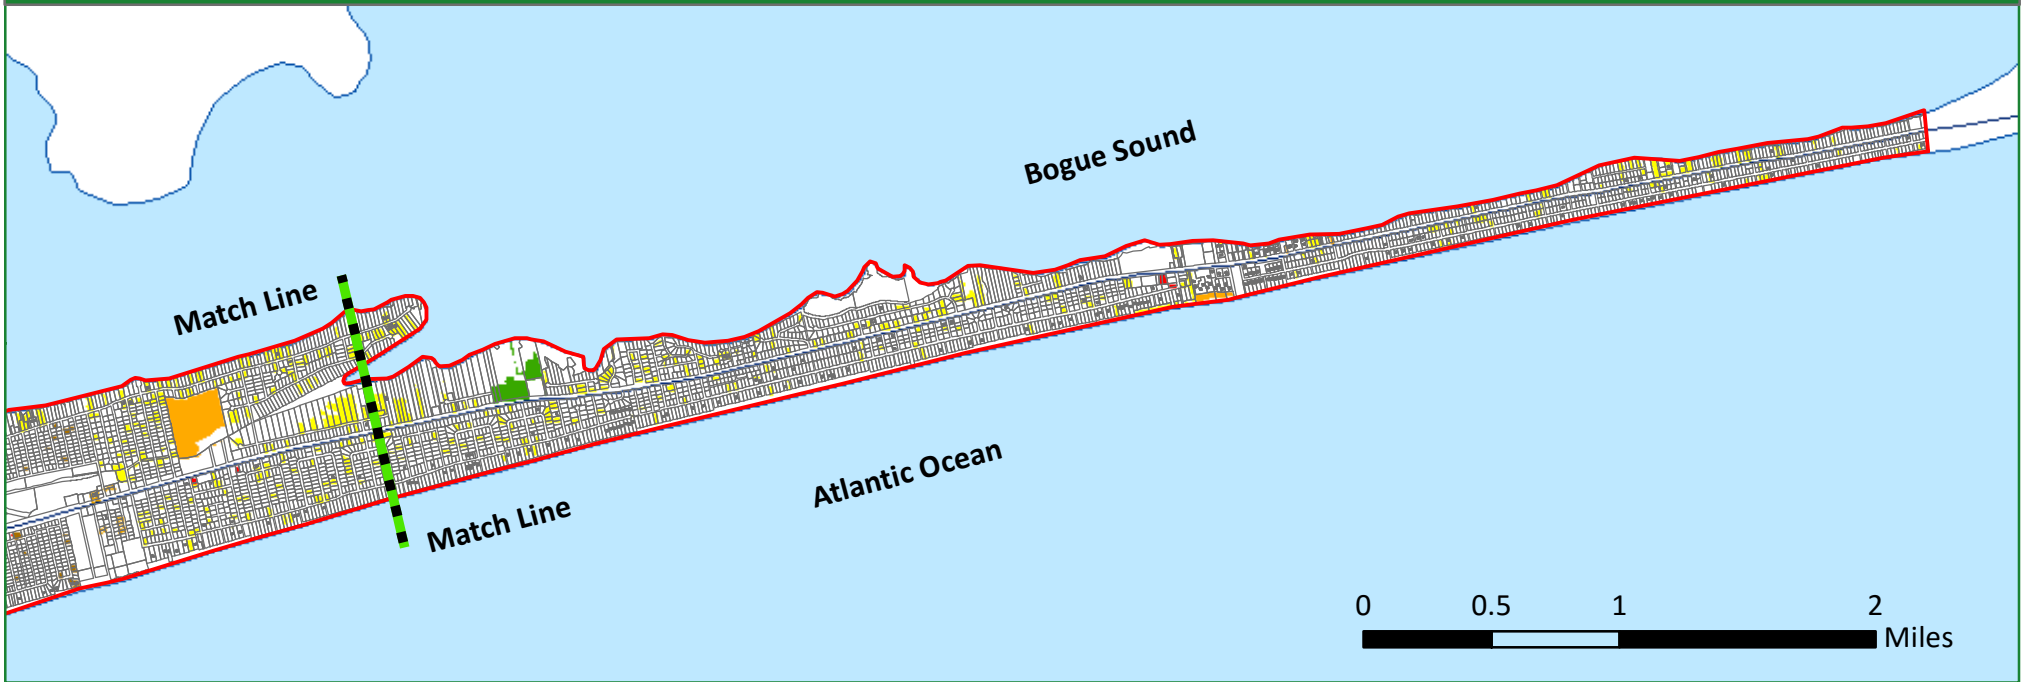 Bogue Sound
Match Line
Atlantic Ocean
Match Line
0 0.5 1 2
Miles